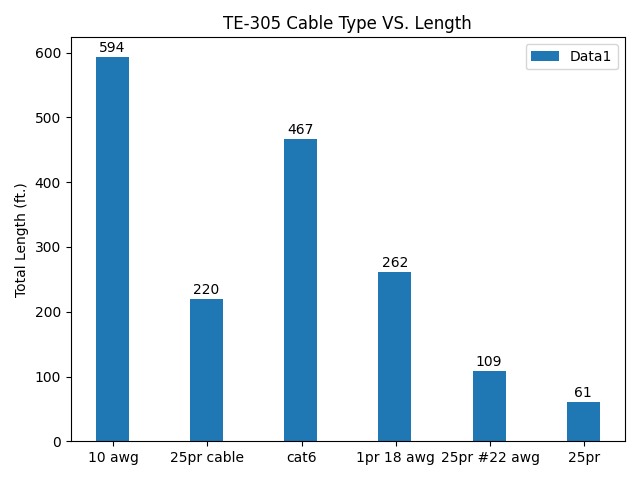 TE-305 Cable Type VS. Length
Data1
Total Length (ft.)
600
500
400
300
200
100
0
594
220
467
262
109
61
10 awg
25pr cable
cat6
1pr 18 awg
25pr #22 awg
25pr